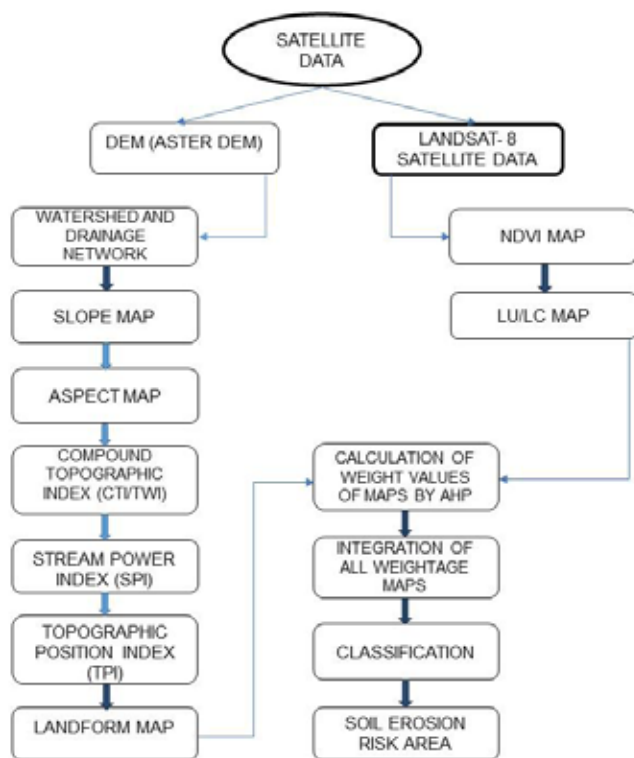 SATELLITE
DATA
DEM (ASTER DEM)
LANDSAT- 8
SATELLITE DATA
WATERSHED AND
DRAINAGE
NETWORK
NDVI MAP
SLOPE MAP
LU/LC MAP
ASPECT MAP
COMPOUND
TOPOGRAPHIC
INDEX (CTI/TWI)
CALCULATION OF
WEIGHT VALUES
OF MAPS BY AHP
STREAM POWER
INDEX (SPI)
INTEGRATION OF
ALL WEIGHTAGE
MAPS
TOPOGRAPHIC
POSITION INDEX
(TPI)
CLASSIFICATION
LANDFORM MAP
SOIL EROSION
RISK AREA